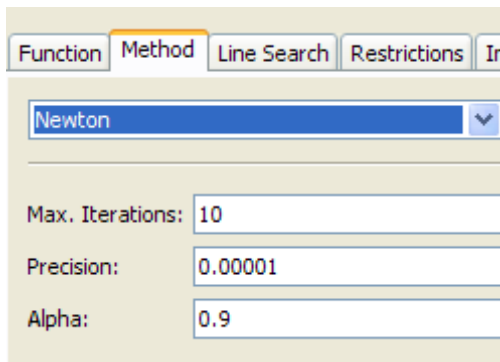 Function Method Line Search Restrictions
Newton
Max. Iterations: 10
Precision: 0.00001
Alpha: 0.9